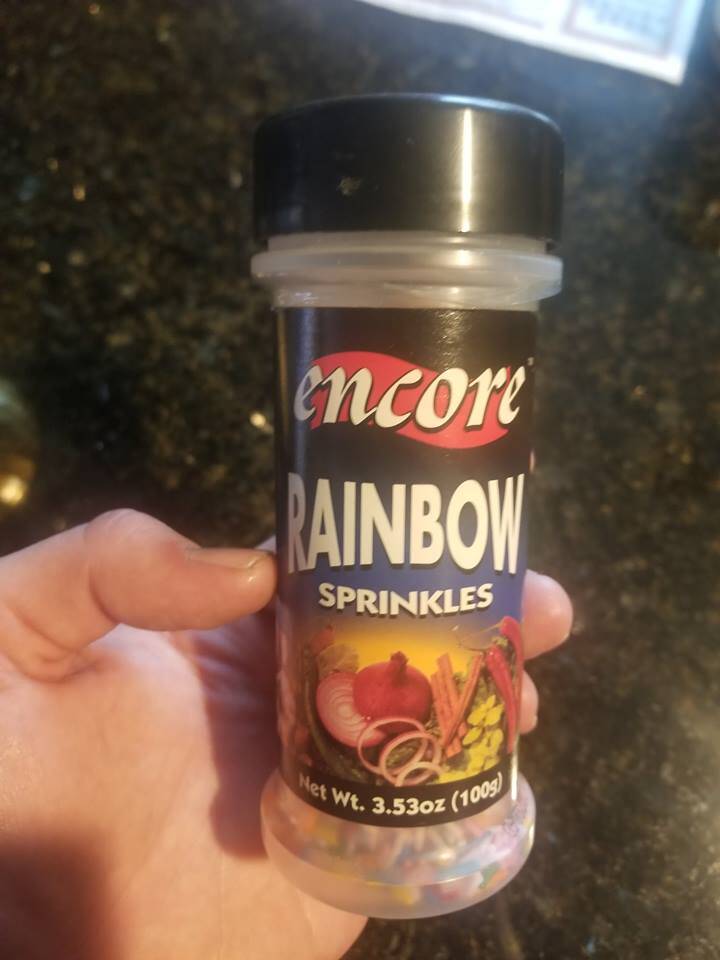 encore
RAINBOW
SPRINKLES
Net Wt. 3.53oz (100g)